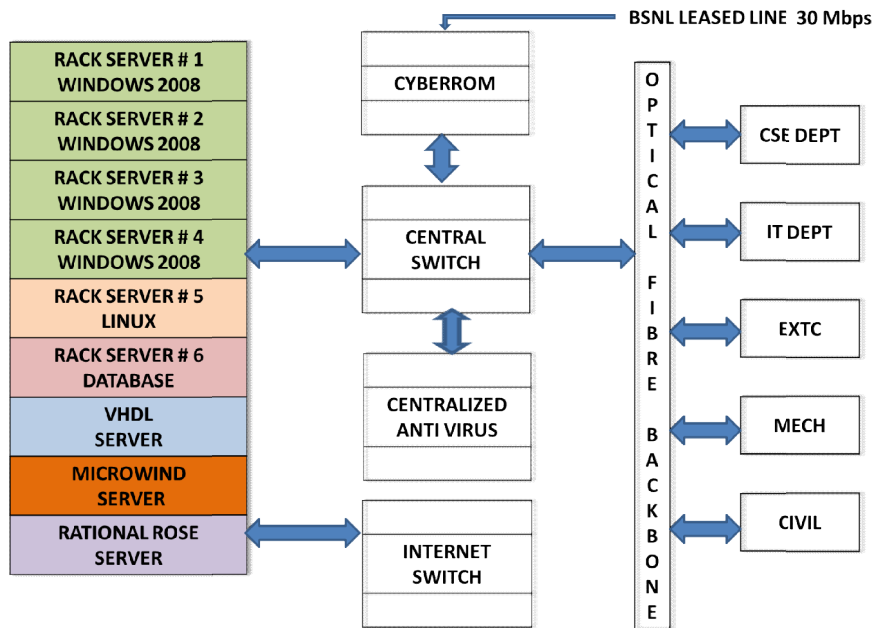 BSNL LEASED LINE 30 Mbps
RACK SERVER # 1
WINDOWS 2008
RACK SERVER # 2
WINDOWS 2008
RACK SERVER # 3
WINDOWS 2008
RACK SERVER # 4
WINDOWS 2008
RACK SERVER # 5
LINUX
RACK SERVER # 6
DATABASE
VHDL
SERVER
MICROWIND
SERVER
RATIONAL ROSE
SERVER
CYBERROM
CENTRAL
SWITCH
CENTRALIZED
ANTI VIRUS
INTERNET
SWITCH
OPTICAL FIBRE BACKBONE
CSE DEPT
IT DEPT
EXTC
MECH
CIVIL